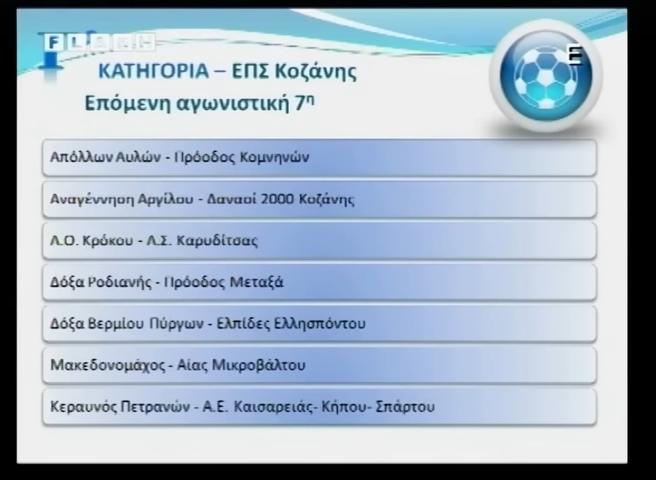 FLASH
Γ' ΚΑΤΗΓΟΡΙΑ – ΕΠΣ Κοζάνης
Επόμενη αγωνιστική 7η
E
Απόλλων Αυλών - Πρόοδος Κομνηνών
Αναγέννηση Αργίλου - Δαναοί 2000 Κοζάνης
Α.Ο. Κρόκου - Α.Σ. Καρυδίτσας
Δόξα Ροδιανής - Πρόοδος Μεταξά
Δόξα Βερμίου Πύργων - Ελπίδες Ελλησπόντου
Μακεδονομάχος - Αίας Μικροβάλτου
Κεραυνός Πετρανών - Α.Ε. Καισαρειάς- Κήπου- Σπάρτου